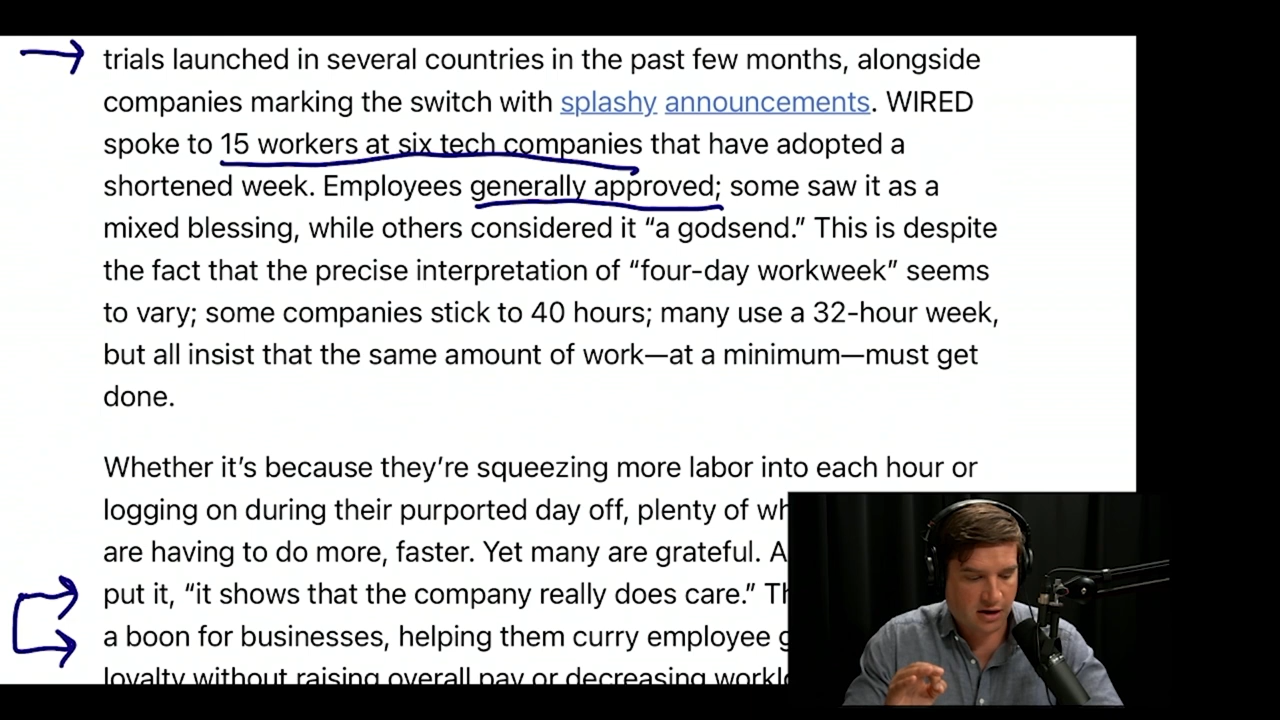 trials launched in several countries in the past few months, alongside
companies marking the switch with splashy announcements. WIRED
spoke to 15 workers at six tech companies that have adopted a
shortened week. Employees generally approved; some saw it as a
mixed blessing, while others considered it “a godsend.” This is despite
the fact that the precise interpretation of “four-day workweek” seems
to vary; some companies stick to 40 hours; many use a 32-hour week,
but all insist that the same amount of work—at a minimum—must get
done.
Whether it’s because they’re squeezing more labor into each hour or
logging on during their purported day off, plenty of
are having to do more, faster. Yet many are grateful.
put it, “it shows that the company really does care.”
a boon for businesses, helping them curry employee
loyalty without raising overall pay or decreasing